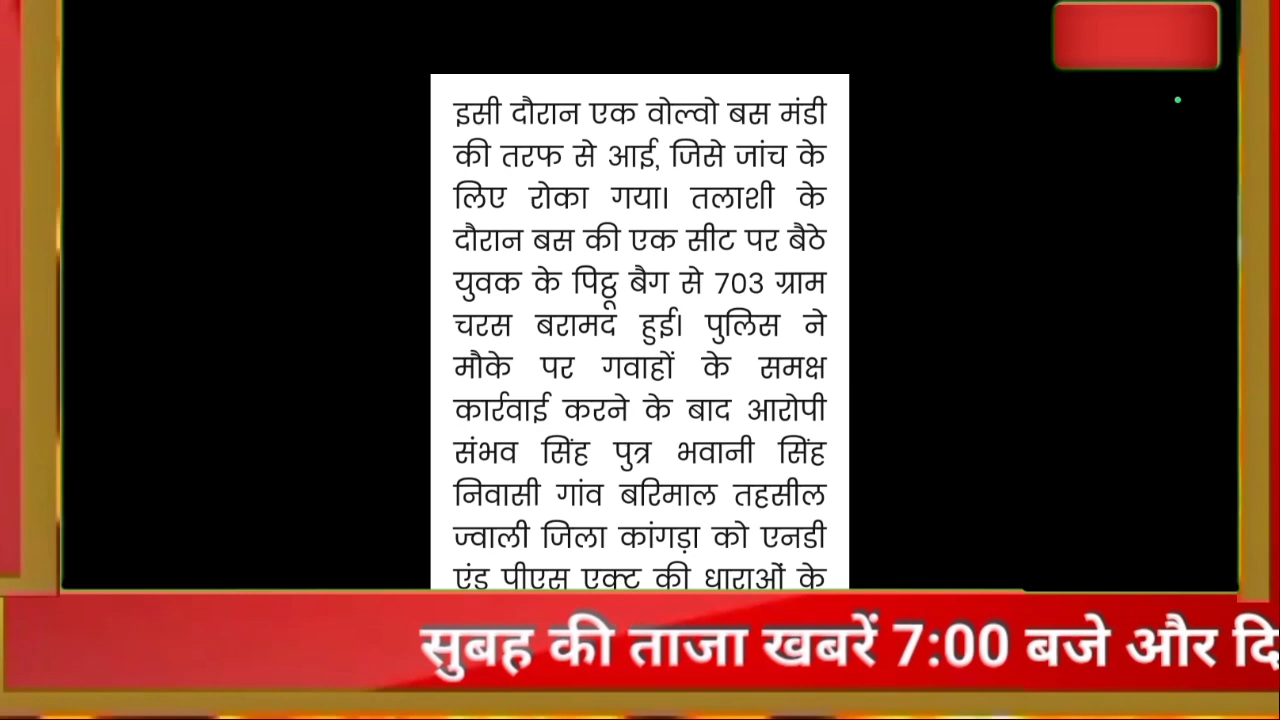 इसी दौरान एक वोल्वो बस मंडी
की तरफ से आई, जिसे जांच के
लिए रोका गया। तलाशी के
दौरान बस की एक सीट पर बैठे
युवक के पिट्ठू बैग से 703 ग्राम
चरस बरामद हुई। पुलिस ने
मौके पर गवाहों के समक्ष
कार्रवाई करने के बाद आरोपी
संभव सिंह पुत्र भवानी सिंह
निवासी गांव बरिमाल तहसील
ज्वाली जिला कांगड़ा को एनडी
एंड पीएस एक्ट की धाराओं के
सुबह की ताजा खबरें 7:00 बजे और दि